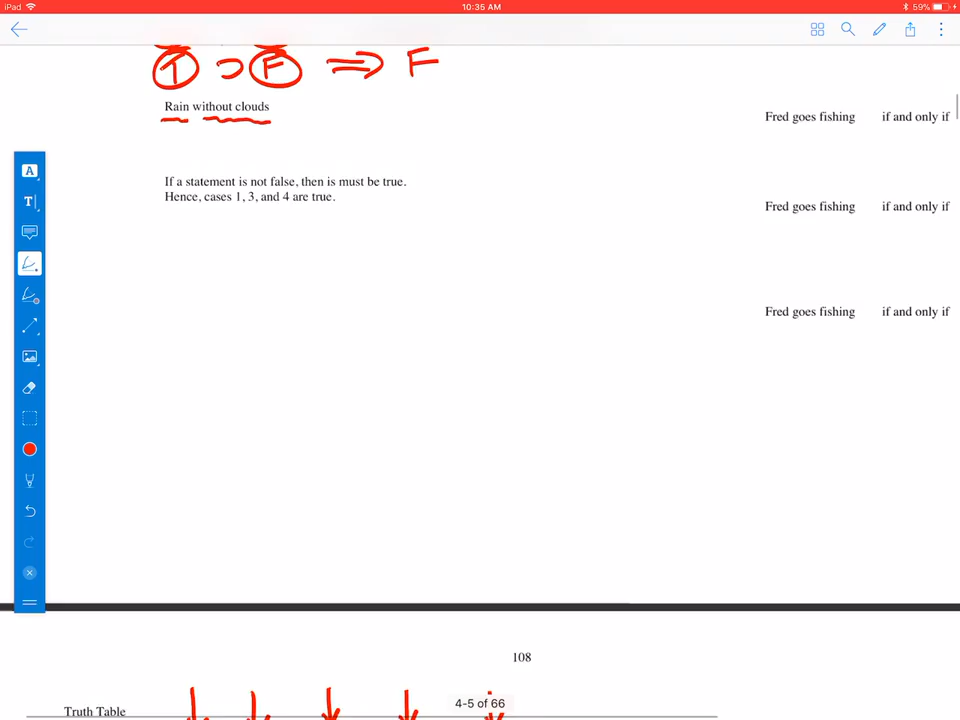 iPad
10:35 AM
59%
T ⊃ F ⟹ F
Rain without clouds
If a statement is not false, then is must be true.
Hence, cases 1, 3, and 4 are true.
Fred goes fishing if and only if
Fred goes fishing if and only if
Fred goes fishing if and only if
A
T
108
4-5 of 66
Truth Table